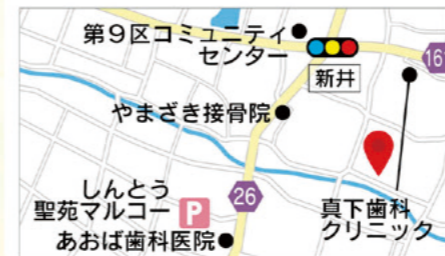 第9区コミュニティ
センター
新井
161
やまざき接骨院
しんとう
聖苑マルコー
P
26
あおば歯科医院
真下歯科
クリニック